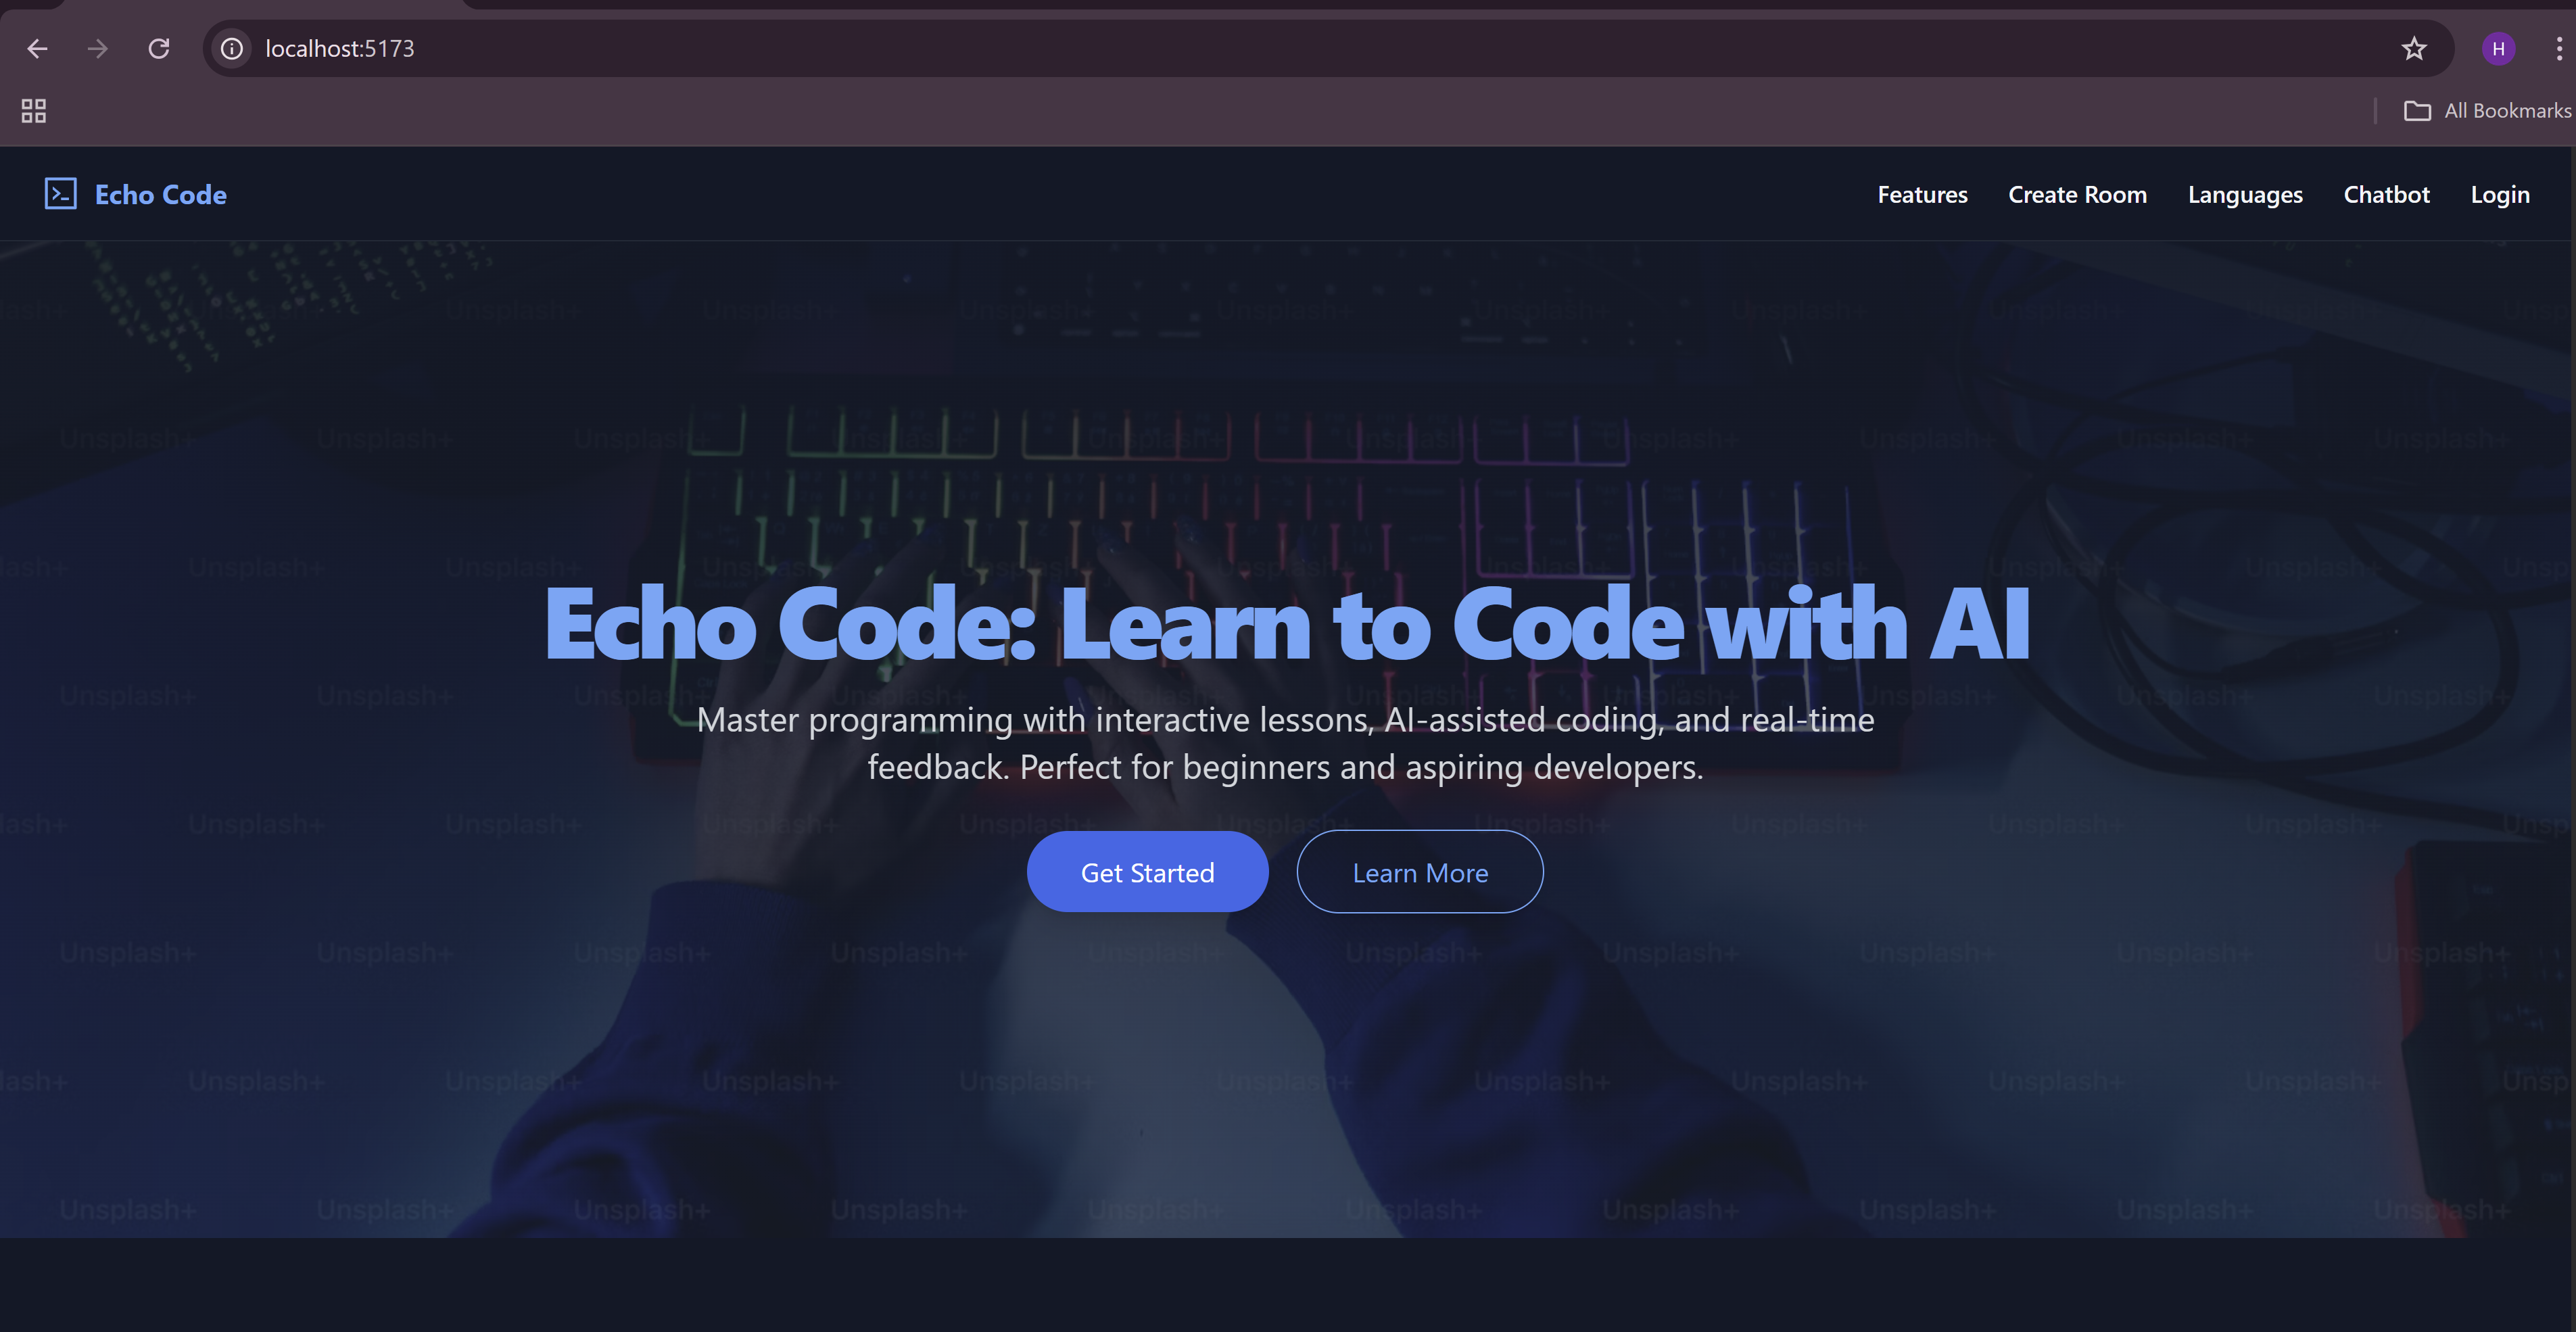 localhost:5173
H
All Bookmarks
Echo Code
Features Create Room Languages Chatbot Login
Echo Code: Learn to Code with AI
Master programming with interactive lessons, AI-assisted coding, and real-time
feedback. Perfect for beginners and aspiring developers.
Get Started Learn More
Unsplash+